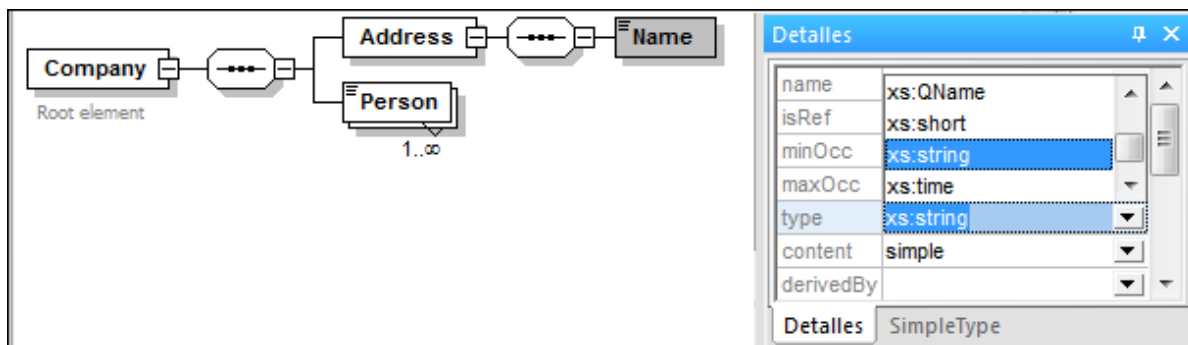 Company
Root element
Address
Name
Person
1..∞
Detalles
name
isRef
minOcc
maxOcc
type
content
derivedBy
xs:QName
xs:short
xs:string
xs:time
xs:string
simple
Detalles
SimpleType